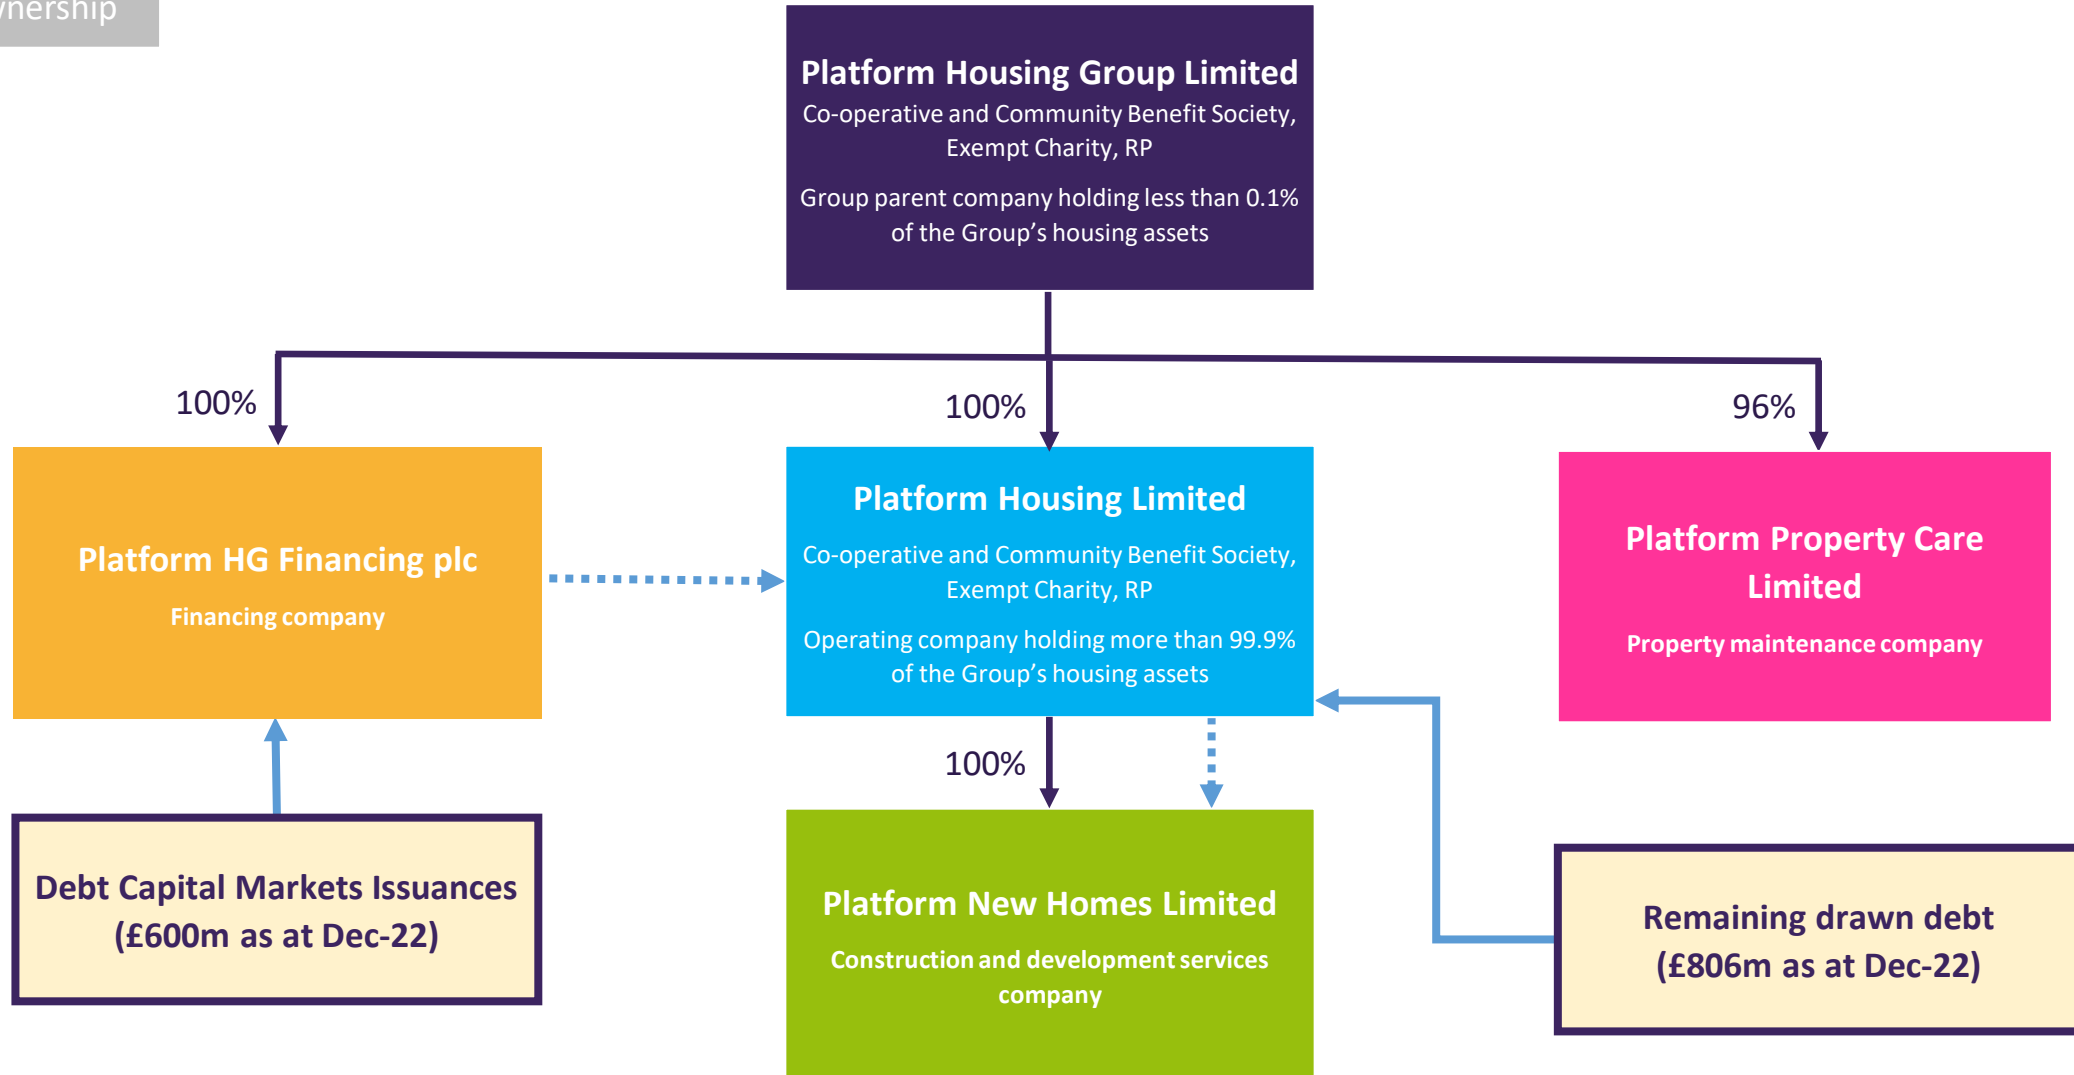 Platform Housing Group Limited
Co-operative and Community Benefit Society,
Exempt Charity, RP
Group parent company holding less than 0.1%
of the Group's housing assets
100%
100%
96%
Platform HG Financing plc
Financing company
Platform Housing Limited
Co-operative and Community Benefit Society,
Exempt Charity, RP
Operating company holding more than 99.9%
of the Group's housing assets
Platform Property Care
Limited
Property maintenance company
100%
Debt Capital Markets Issuances
(£600m as at Dec-22)
Platform New Homes Limited
Construction and development services
company
Remaining drawn debt
(£806m as at Dec-22)